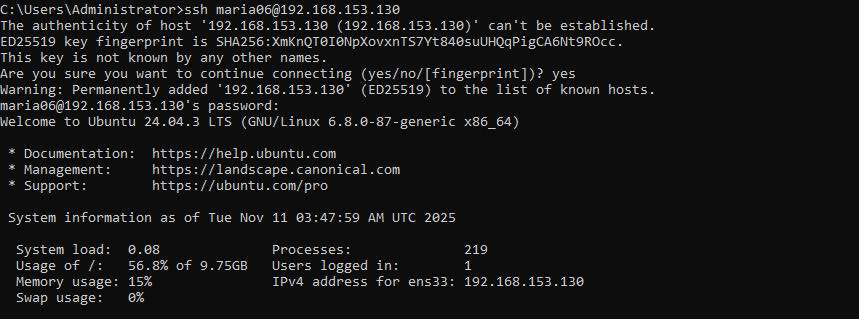 C:\Users\Administrator>ssh maria06@192.168.153.130
The authenticity of host '192.168.153.130 (192.168.153.130)' can't be established.
ED25519 key fingerprint is SHA256:XmKnQT0I0NpXovxnTS7Yt840suUHQqPigCA6Nt9ROcc.
This key is not known by any other names.
Are you sure you want to continue connecting (yes/no/[fingerprint])? yes
Warning: Permanently added '192.168.153.130' (ED25519) to the list of known hosts.
maria06@192.168.153.130's password:
Welcome to Ubuntu 24.04.3 LTS (GNU/Linux 6.8.0-87-generic x86_64)
* Documentation: https://help.ubuntu.com
* Management: https://landscape.canonical.com
* Support: https://ubuntu.com/pro
System information as of Tue Nov 11 03:47:59 AM UTC 2025
System load: 0.08 Processes: 219
Usage of /: 56.8% of 9.75GB Users logged in: 1
Memory usage: 15% IPv4 address for ens33: 192.168.153.130
Swap usage: 0%